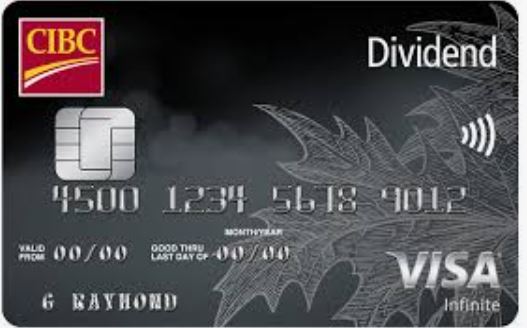 CIBC
Dividend
4500 1234 5678 9012
MONTH/YEAR
VALID FROM 00/00 GOOD THRU LAST DAY OF 00/00
G RAYMOND
VISA
Infinite